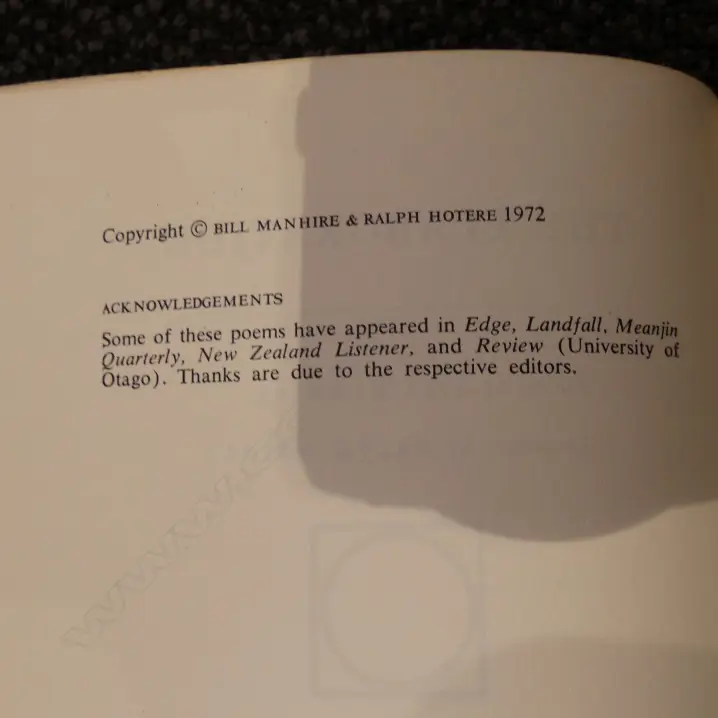 Copyright © BILL MANHIRE & RALPH HOTERE 1972
ACKNOWLEDGEMENTS
Some of these poems have appeared in Edge, Landfall, Meanjin
Quarterly, New Zealand Listener, and Review (University of
Otago). Thanks are due to the respective editors.